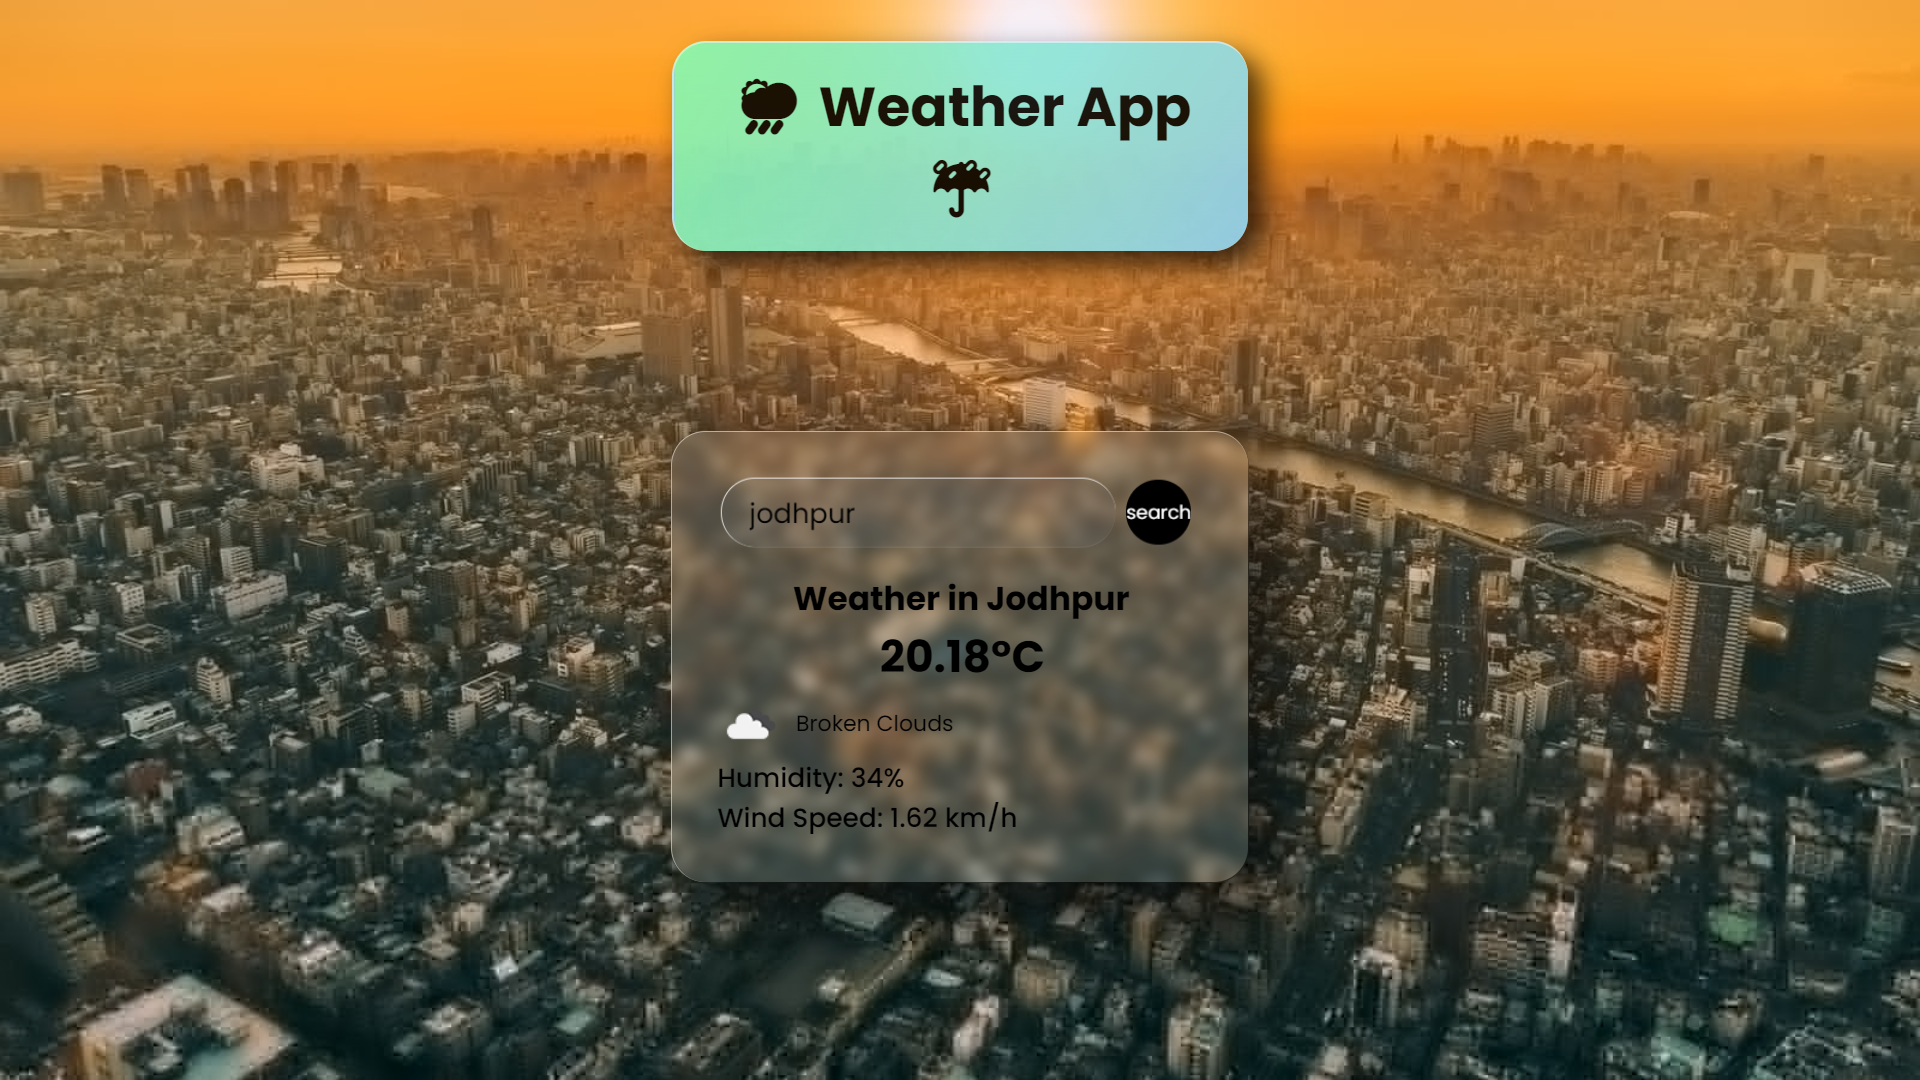 Weather App
jodhpur
search
Weather in Jodhpur
20.18°C
Broken Clouds
Humidity: 34%
Wind Speed: 1.62 km/h